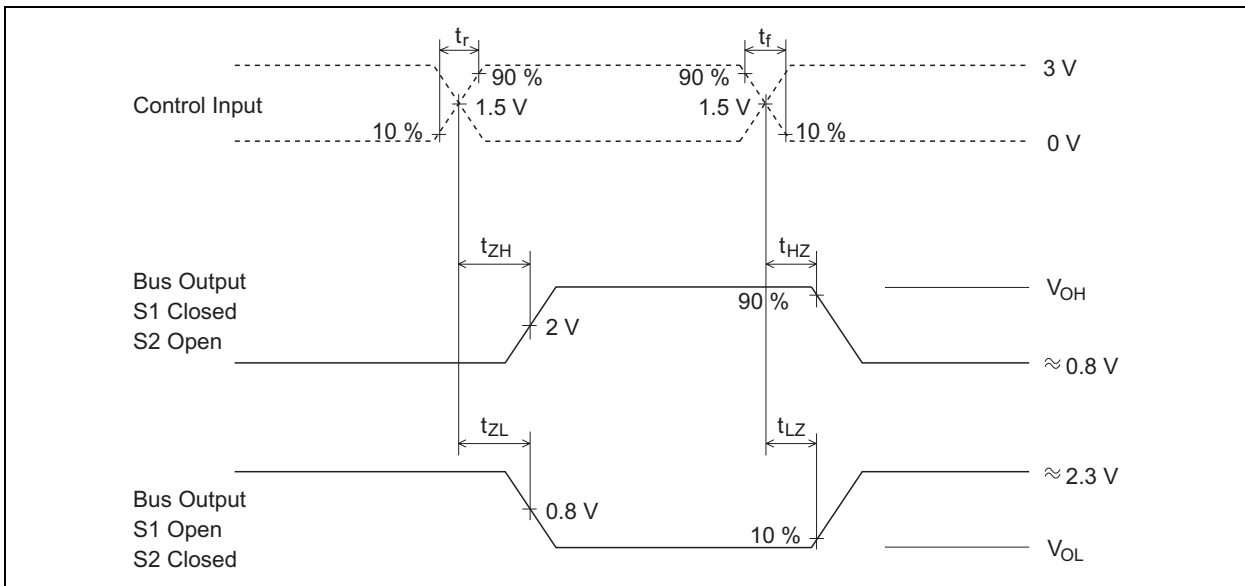 tr
tf
90 %
90 %
3 V
Control Input
1.5 V
1.5 V
10 %
10 %
0 V
tZH
tHZ
Bus Output
S1 Closed
S2 Open
2 V
90 %
VOH
≈ 0.8 V
tZL
tLZ
Bus Output
S1 Open
S2 Closed
0.8 V
10 %
≈ 2.3 V
VOL